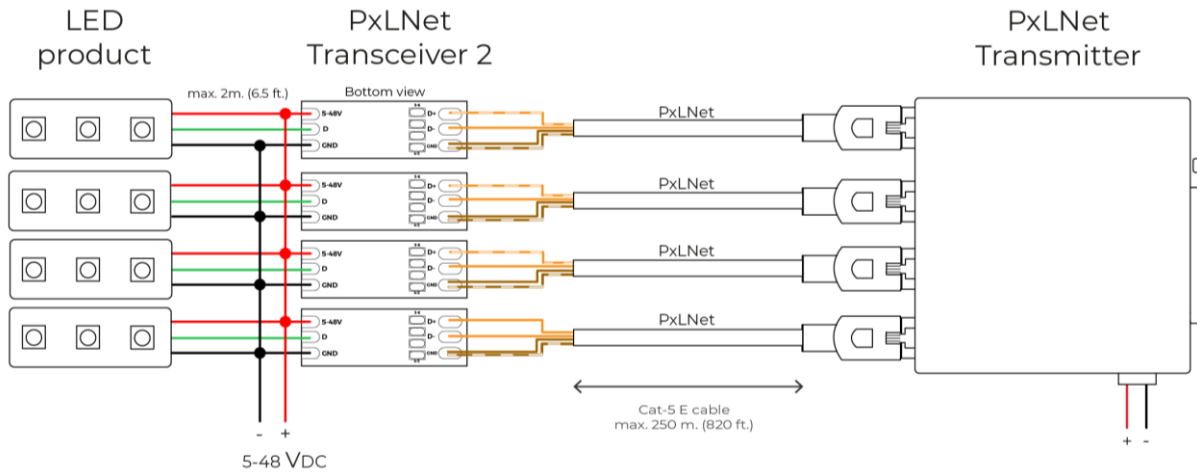 LED
product
PxLNet
Transceiver 2
PxLNet
Transmitter
max. 2m. (6.5 ft.)
Bottom view
5-48V
D
GND
D+
D-
GND
PxLNet
5-48V
D
GND
D+
D-
GND
PxLNet
5-48V
D
GND
D+
D-
GND
PxLNet
5-48V
D
GND
D+
D-
GND
PxLNet
Cat-5 E cable
max. 250 m. (820 ft.)
- +
5-48 VDC
+ -